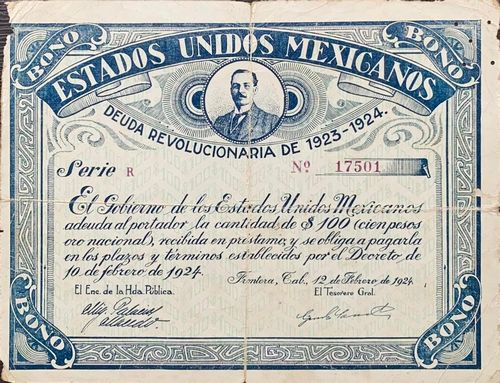 BONO BONO
ESTADOS UNIDOS MEXICANOS
DEUDA REVOLUCIONARIA DE 1923-1924.
Serie R Nº 17501
El Gobierno de los Estados Unidos Mexicanos
adeuda al portador la cantidad de $100 (cien pesos
oro nacional), recibida en préstamo, y se obliga a pagarla
en los plazos y términos establecidos por el Decreto de
10 de febrero de 1924.
Frontera, Tab., 12 de Febrero de 1924.
El Enc. de la Hda. Pública. El Tesorero Gral.
BONO BONO